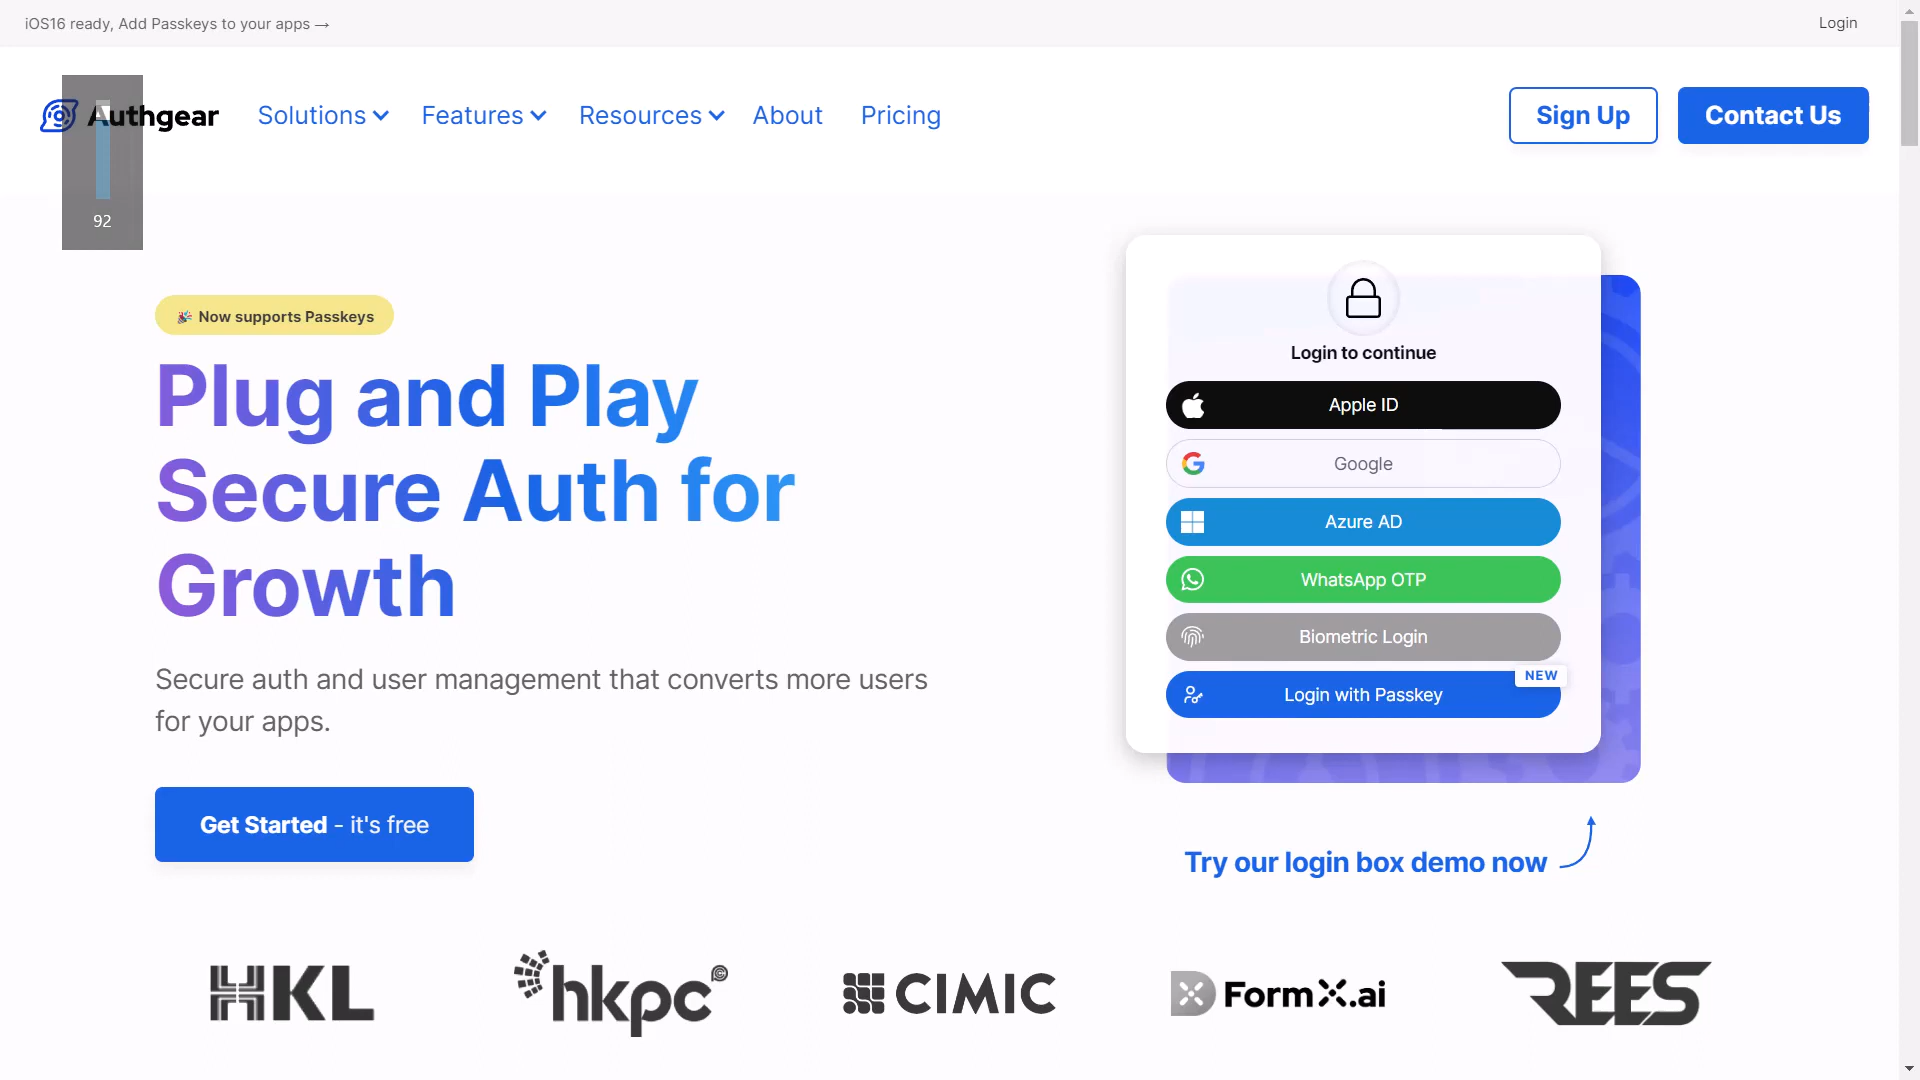 iOS16 ready, Add Passkeys to your apps →
Login
Authgear
Solutions
Features
Resources
About
Pricing
Sign Up
Contact Us
92
🎉 Now supports Passkeys
Plug and Play
Secure Auth for
Growth
Secure auth and user management that converts more users
for your apps.
Get Started - it's free
Login to continue
Apple ID
Google
Azure AD
WhatsApp OTP
Biometric Login
NEW
Login with Passkey
Try our login box demo now
HKL
hkpc©
CIMIC
FormX.ai
REES